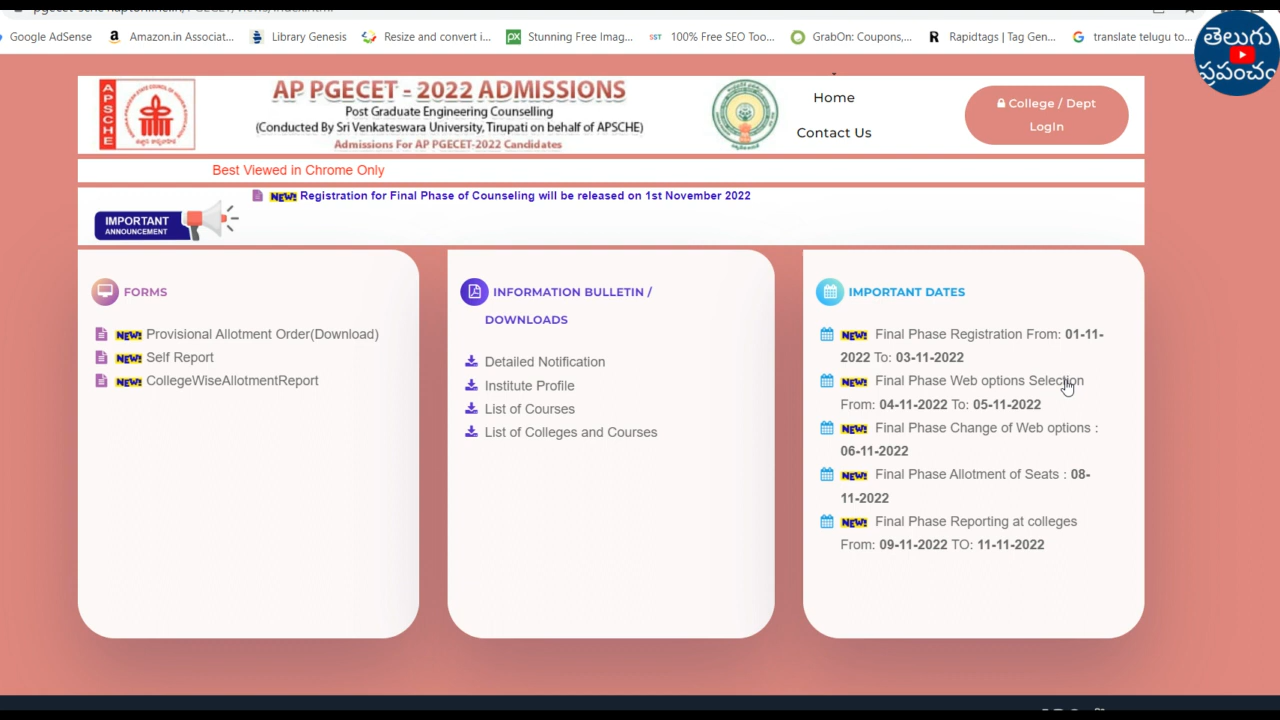 Google AdSense
Amazon.in Associat...
Library Genesis
Resize and convert i...
Stunning Free Imag...
100% Free SEO Too...
GrabOn: Coupons,...
Rapidtags | Tag Gen...
translate telugu to...
తెలుగు
ప్రపంచం
APSCHE
AP PGECET - 2022 ADMISSIONS
Post Graduate Engineering Counselling
(Conducted By Sri Venkateswara University, Tirupati on behalf of APSCHE)
Admissions For AP PGECET-2022 Candidates
Home
Contact Us
College / Dept
LogIn
Best Viewed in Chrome Only
IMPORTANT
ANNOUNCEMENT
NEW! Registration for Final Phase of Counseling will be released on 1st November 2022
FORMS
NEW! Provisional Allotment Order(Download)
NEW! Self Report
NEW! CollegeWiseAllotmentReport
INFORMATION BULLETIN /
DOWNLOADS
Detailed Notification
Institute Profile
List of Courses
List of Colleges and Courses
IMPORTANT DATES
NEW! Final Phase Registration From: 01-11-
2022 To: 03-11-2022
NEW! Final Phase Web options Selection
From: 04-11-2022 To: 05-11-2022
NEW! Final Phase Change of Web options :
06-11-2022
NEW! Final Phase Allotment of Seats : 08-
11-2022
NEW! Final Phase Reporting at colleges
From: 09-11-2022 TO: 11-11-2022